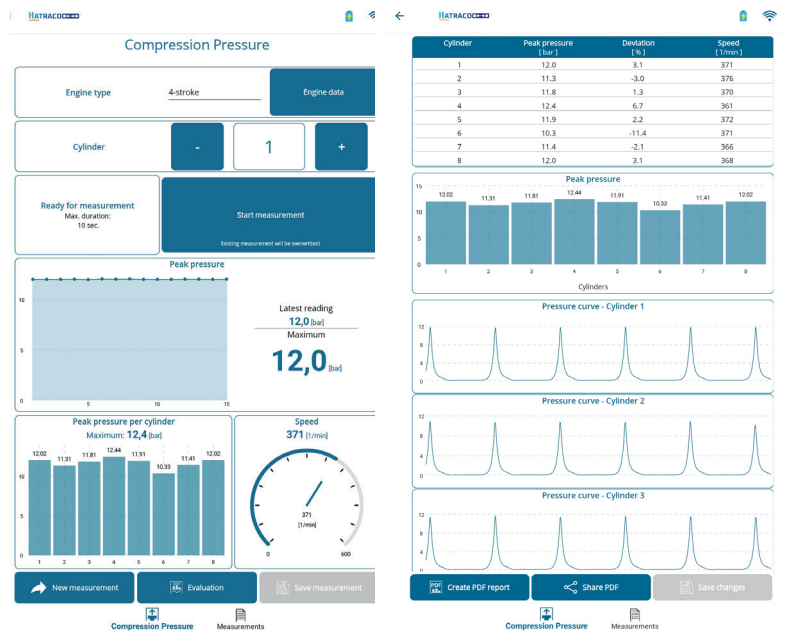 HATRACO
Compression Pressure
Engine type
4-stroke
Engine data
Cylinder
-
1
+
Ready for measurement
Max. duration:
10 sec.
Start measurement
Existing measurement will be overwritten!
Peak pressure
10
5
0
5
10
15
Latest reading
12,0 [bar]
Maximum
12,0 [bar]
Peak pressure per cylinder
Maximum: 12,4 [bar]
12.02 11.31 11.81 12.44 11.91 10.33 11.41 12.02
10
5
0
1 2 3 4 5 6 7 8
Speed
371 [1/min]
371
[1/min]
0 600
New measurement
Evaluation
Save measurement
Compression Pressure
Measurements
HATRACO
Cylinder Peak pressure Deviation Speed
[ bar ] [ % ] [ 1/min ]
1 12.0 3.1 371
2 11.3 -3.0 376
3 11.8 1.3 370
4 12.4 6.7 361
5 11.9 2.2 372
6 10.3 -11.4 371
7 11.4 -2.1 366
8 12.0 3.1 368
Peak pressure
15
12.02 11.31 11.81 12.44 11.91 10.33 11.41 12.02
10
5
0
1 2 3 4 5 6 7 8
Cylinders
Pressure curve - Cylinder 1
12
8
4
0
Pressure curve - Cylinder 2
12
8
4
0
Pressure curve - Cylinder 3
12
8
4
0
PDF
Create PDF report
Share PDF
Save changes
Compression Pressure
Measurements